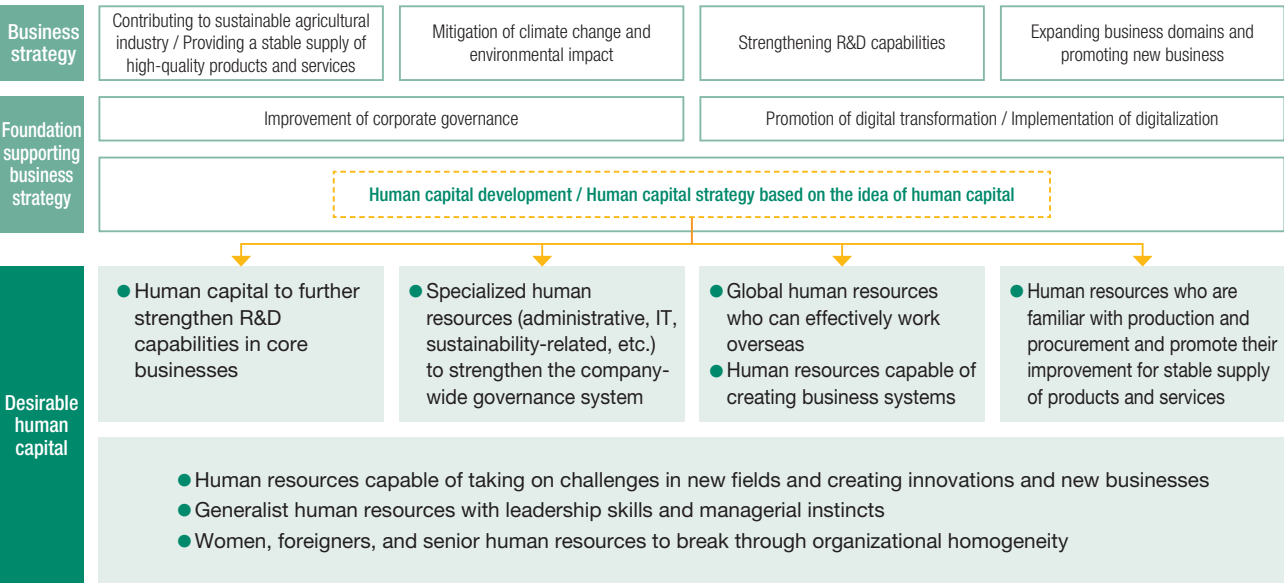 Business
strategy
Contributing to sustainable agricultural
industry / Providing a stable supply of
high-quality products and services
Mitigation of climate change and
environmental impact
Strengthening R&D capabilities
Expanding business domains and
promoting new business
Foundation
supporting
business
strategy
Improvement of corporate governance
Promotion of digital transformation / Implementation of digitalization
Human capital development / Human capital strategy based on the idea of human capital
Desirable
human
capital
● Human capital to further
strengthen R&D
capabilities in core
businesses
● Specialized human
resources (administrative, IT,
sustainability-related, etc.)
to strengthen the company-
wide governance system
● Global human resources
who can effectively work
overseas
● Human resources capable of
creating business systems
● Human resources who are
familiar with production and
procurement and promote their
improvement for stable supply
of products and services
● Human resources capable of taking on challenges in new fields and creating innovations and new businesses
● Generalist human resources with leadership skills and managerial instincts
● Women, foreigners, and senior human resources to break through organizational homogeneity